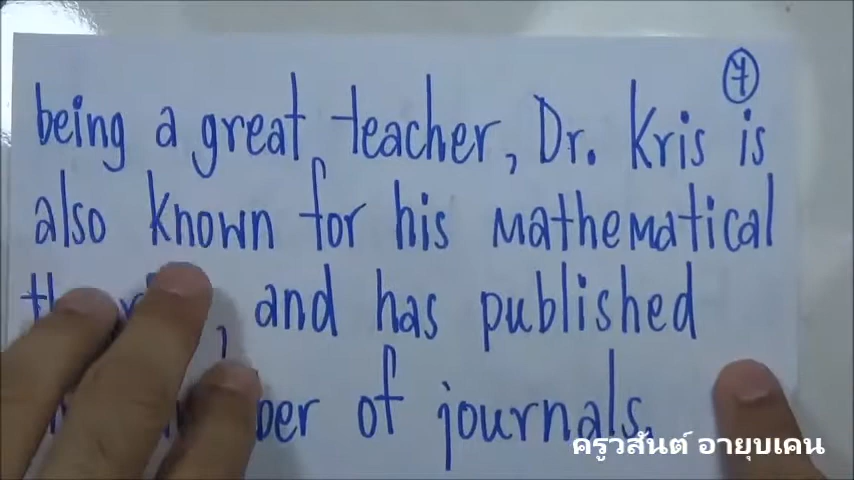 7
being a great teacher, Dr. Kris is
also known for his mathematical
, and has published
of journals.
ครูวสันต์ อายุบเคน